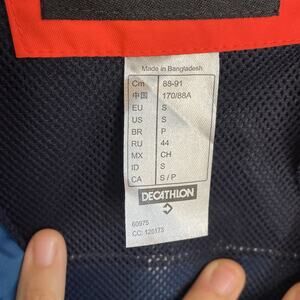 Made in Bangladesh
Cm 88-91
中国 170/88A
EU S
US S
BR P
RU 44
MX CH
ID S
CA S / P
DECATHLON
60975
CC: 120173